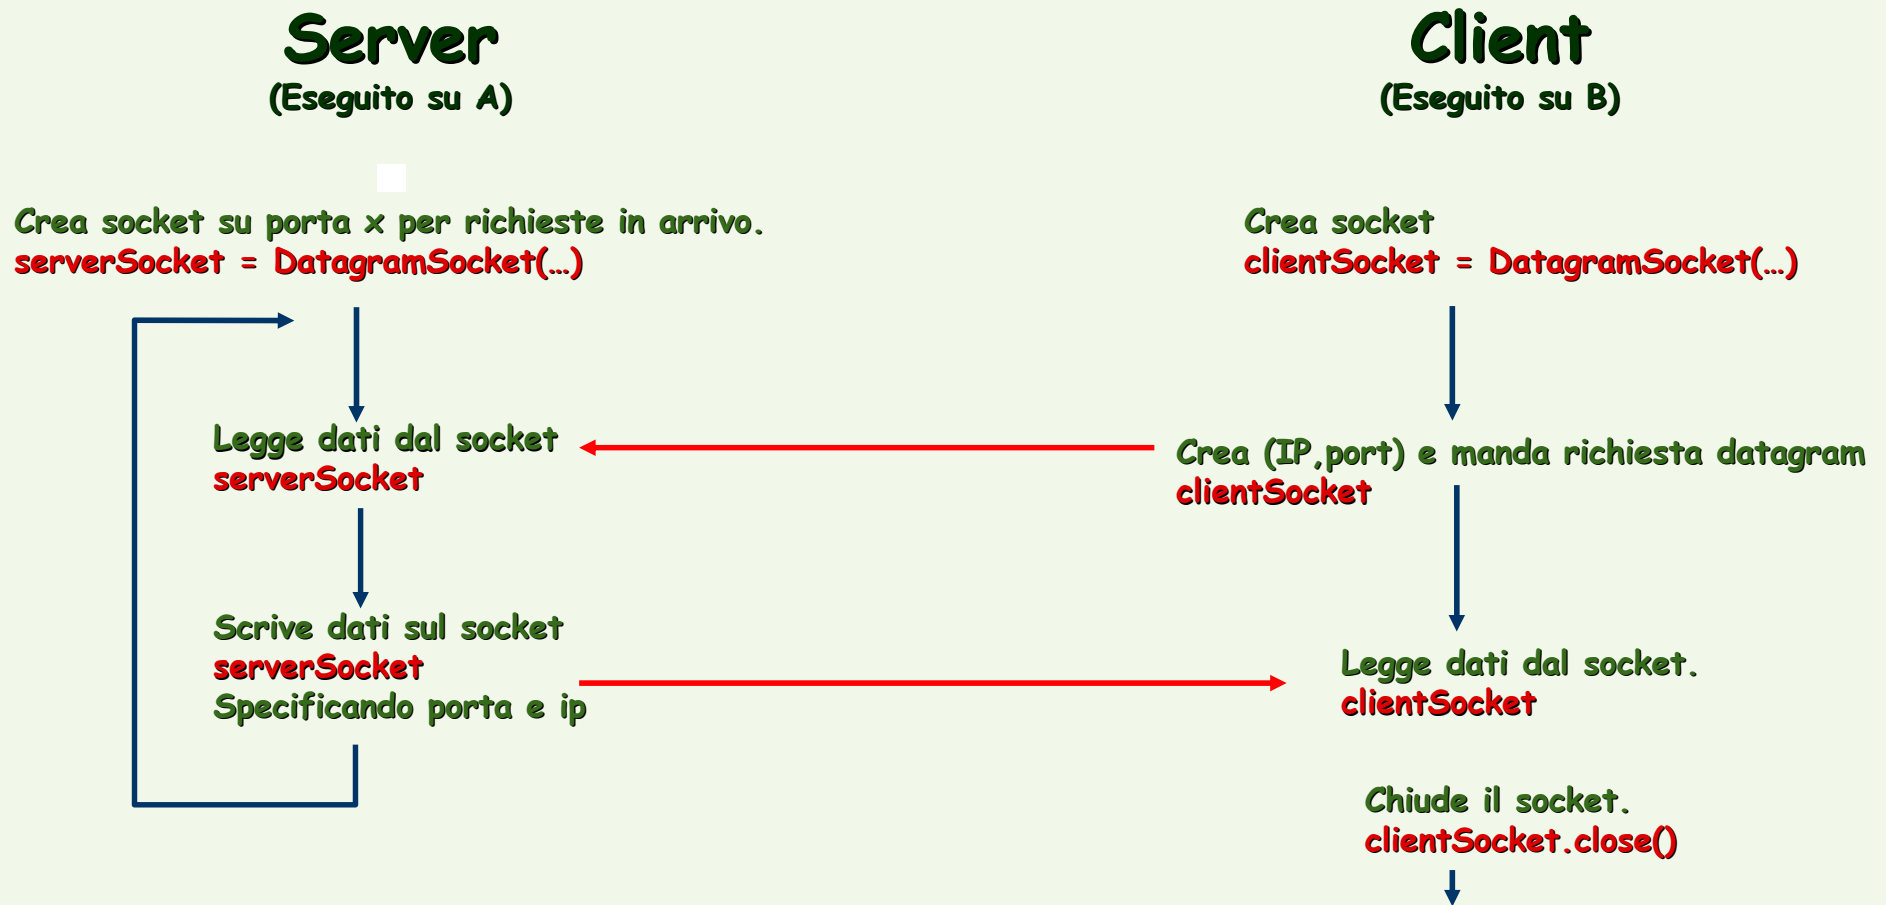 Server
(Eseguito su A)
Crea socket su porta x per richieste in arrivo.
serverSocket = DatagramSocket(…)
Legge dati dal socket
serverSocket
Scrive dati sul socket
serverSocket
Specificando porta e ip
Client
(Eseguito su B)
Crea socket
clientSocket = DatagramSocket(…)
Crea (IP,port) e manda richiesta datagram
clientSocket
Legge dati dal socket.
clientSocket
Chiude il socket.
clientSocket.close()